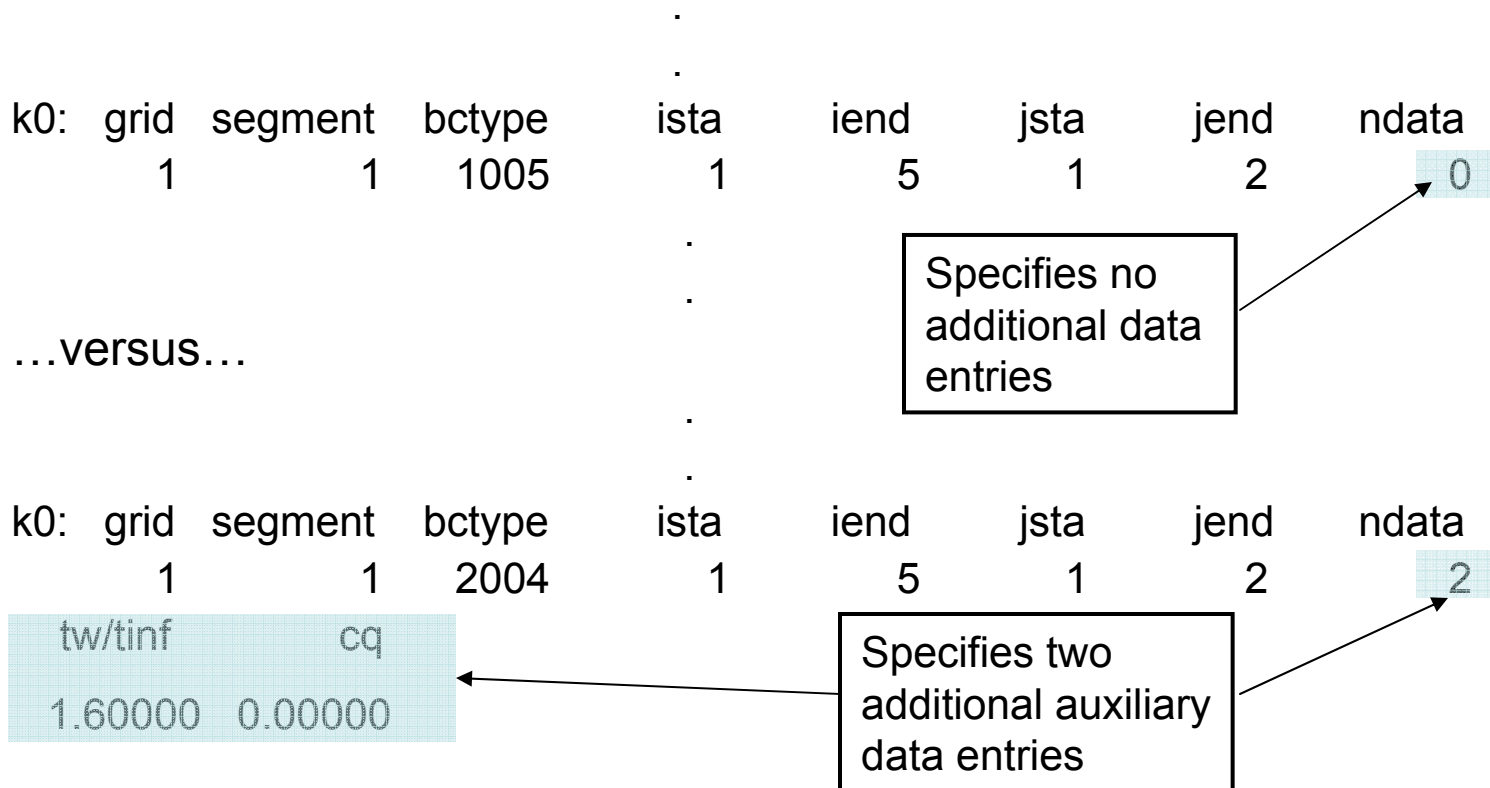 .
.
k0: grid segment bctype ista iend jsta jend ndata
1 1 1005 1 5 1 2 0
.
.
Specifies no
additional data
entries
…versus…
.
.
k0: grid segment bctype ista iend jsta jend ndata
1 1 2004 1 5 1 2 2
tw/tinf cq
1.60000 0.00000
Specifies two
additional auxiliary
data entries